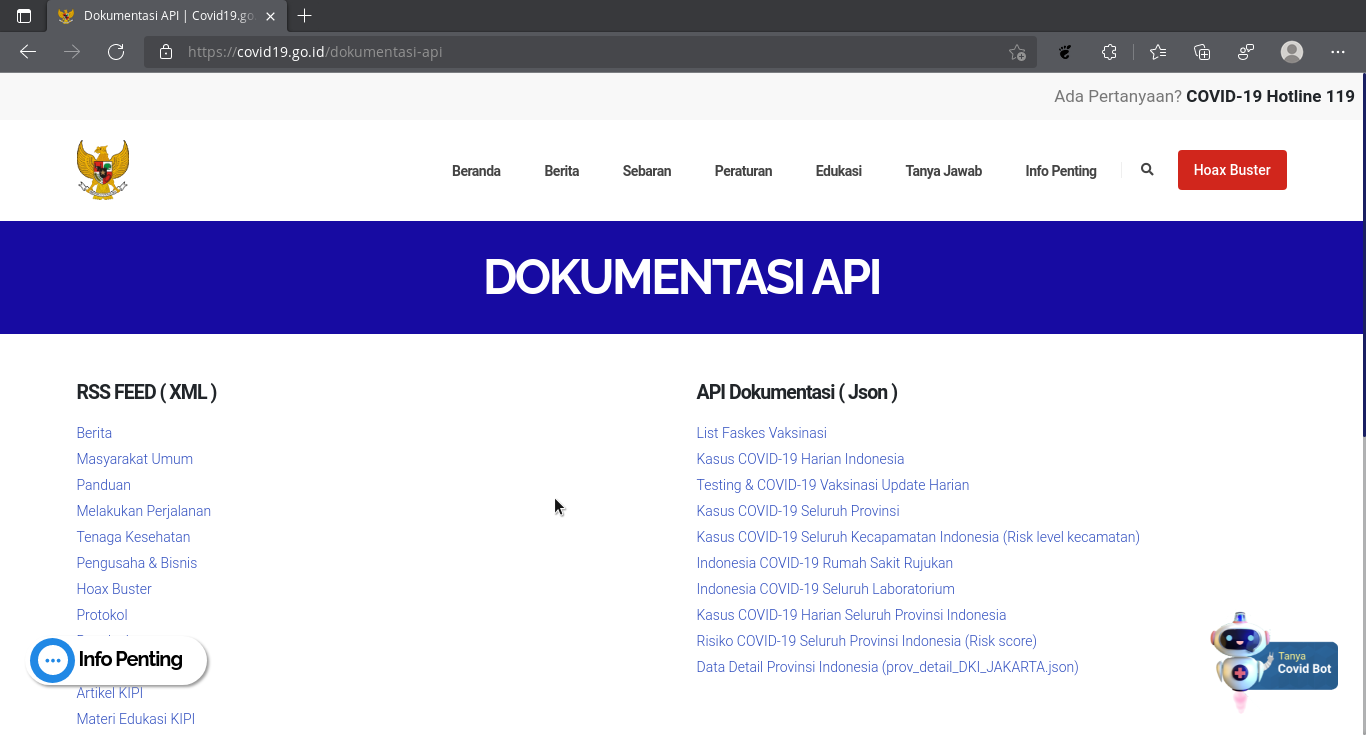 Dokumentasi API | Covid19.go
https://covid19.go.id/dokumentasi-api
Ada Pertanyaan? COVID-19 Hotline 119
Beranda Berita Sebaran Peraturan Edukasi Tanya Jawab Info Penting Hoax Buster
DOKUMENTASI API
RSS FEED ( XML )
Berita
Masyarakat Umum
Panduan
Melakukan Perjalanan
Tenaga Kesehatan
Pengusaha & Bisnis
Hoax Buster
Protokol
Info Penting
Artikel KIPI
Materi Edukasi KIPI
API Dokumentasi ( Json )
List Faskes Vaksinasi
Kasus COVID-19 Harian Indonesia
Testing & COVID-19 Vaksinasi Update Harian
Kasus COVID-19 Seluruh Provinsi
Kasus COVID-19 Seluruh Kecapamatan Indonesia (Risk level kecamatan)
Indonesia COVID-19 Rumah Sakit Rujukan
Indonesia COVID-19 Seluruh Laboratorium
Kasus COVID-19 Harian Seluruh Provinsi Indonesia
Risiko COVID-19 Seluruh Provinsi Indonesia (Risk score)
Data Detail Provinsi Indonesia (prov_detail_DKI_JAKARTA.json)
Tanya
Covid Bot